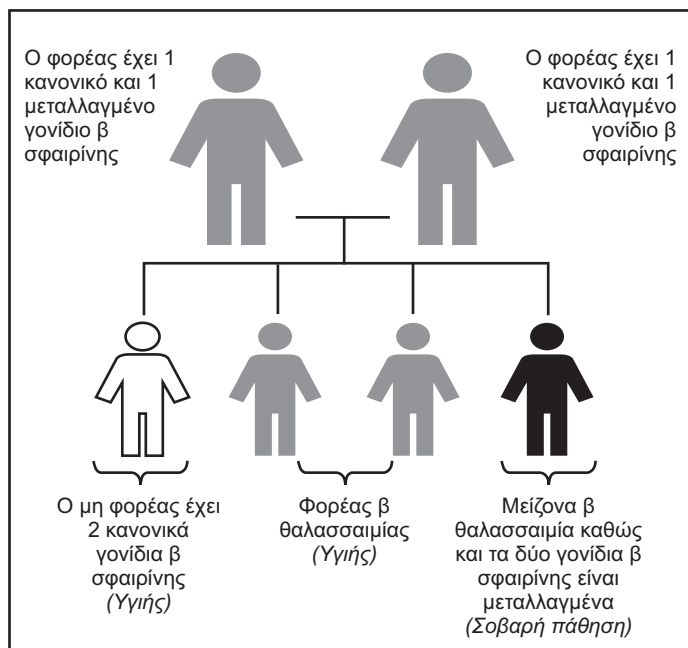 Ο φορέας έχει 1
κανονικό και 1
μεταλλαγμένο
γονίδιο β
σφαιρίνης
Ο φορέας έχει 1
κανονικό και 1
μεταλλαγμένο
γονίδιο β
σφαιρίνης
Ο μη φορέας έχει
2 κανονικά
γονίδια β
σφαιρίνης
(Υγιής)
Φορέας β
θαλασσαιμίας
(Υγιής)
Μείζονα β
θαλασσαιμία καθώς
και τα δύο γονίδια β
σφαιρίνης είναι
μεταλλαγμένα
(Σοβαρή πάθηση)